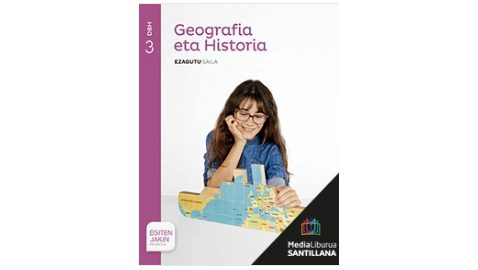 3 DBH
Geografia
eta Historia
EZAGUTU SAILA
EGITEN
JAKIN
MediaLiburua
SANTILLANA